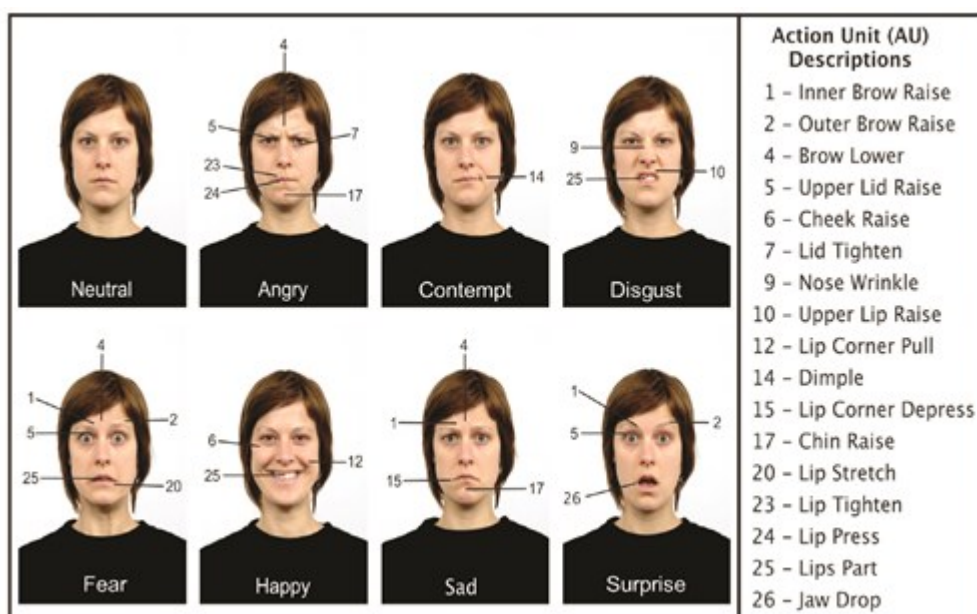 4
5
7
23
24
17
14
9
25
10
Neutral
Angry
Contempt
Disgust
4
1
2
5
25
20
6
25
12
4
1
15
17
1
2
5
26
Fear
Happy
Sad
Surprise
Action Unit (AU)
Descriptions
1 – Inner Brow Raise
2 – Outer Brow Raise
4 – Brow Lower
5 – Upper Lid Raise
6 – Cheek Raise
7 – Lid Tighten
9 – Nose Wrinkle
10 – Upper Lip Raise
12 – Lip Corner Pull
14 – Dimple
15 – Lip Corner Depress
17 – Chin Raise
20 – Lip Stretch
23 – Lip Tighten
24 – Lip Press
25 – Lips Part
26 – Jaw Drop